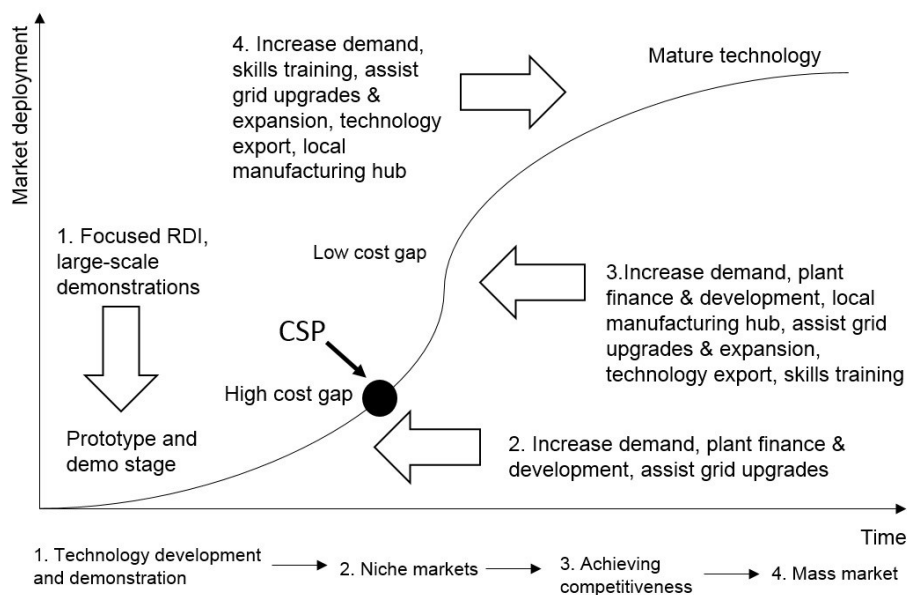 Market deployment
4. Increase demand,
skills training, assist
grid upgrades &
expansion, technology
export, local
manufacturing hub
Mature technology
1. Focused RDI,
large-scale
demonstrations
Low cost gap
3.Increase demand, plant
finance & development, local
manufacturing hub, assist grid
upgrades & expansion,
technology export, skills training
CSP
High cost gap
Prototype and
demo stage
2. Increase demand, plant finance &
development, assist grid upgrades
Time
1. Technology development
and demonstration
2. Niche markets
3. Achieving
competitiveness
4. Mass market